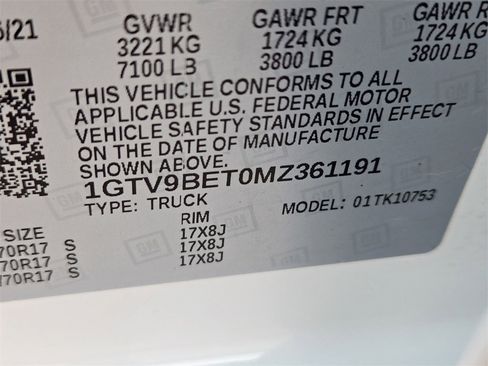 /21 GVWR GAWR FRT GAWR R
3221 KG 1724 KG 1724 KG
7100 LB 3800 LB 3800 LB
THIS VEHICLE CONFORMS TO ALL
APPLICABLE U.S. FEDERAL MOTOR
VEHICLE SAFETY STANDARDS IN EFFECT
ON THE DATE OF MANUFACTURE
SHOWN ABOVE.
1GTV9BET0MZ361191
TYPE: TRUCK MODEL: 01TK10753
SIZE RIM
70R17 S 17X8J
70R17 S 17X8J
70R17 S 17X8J
GM